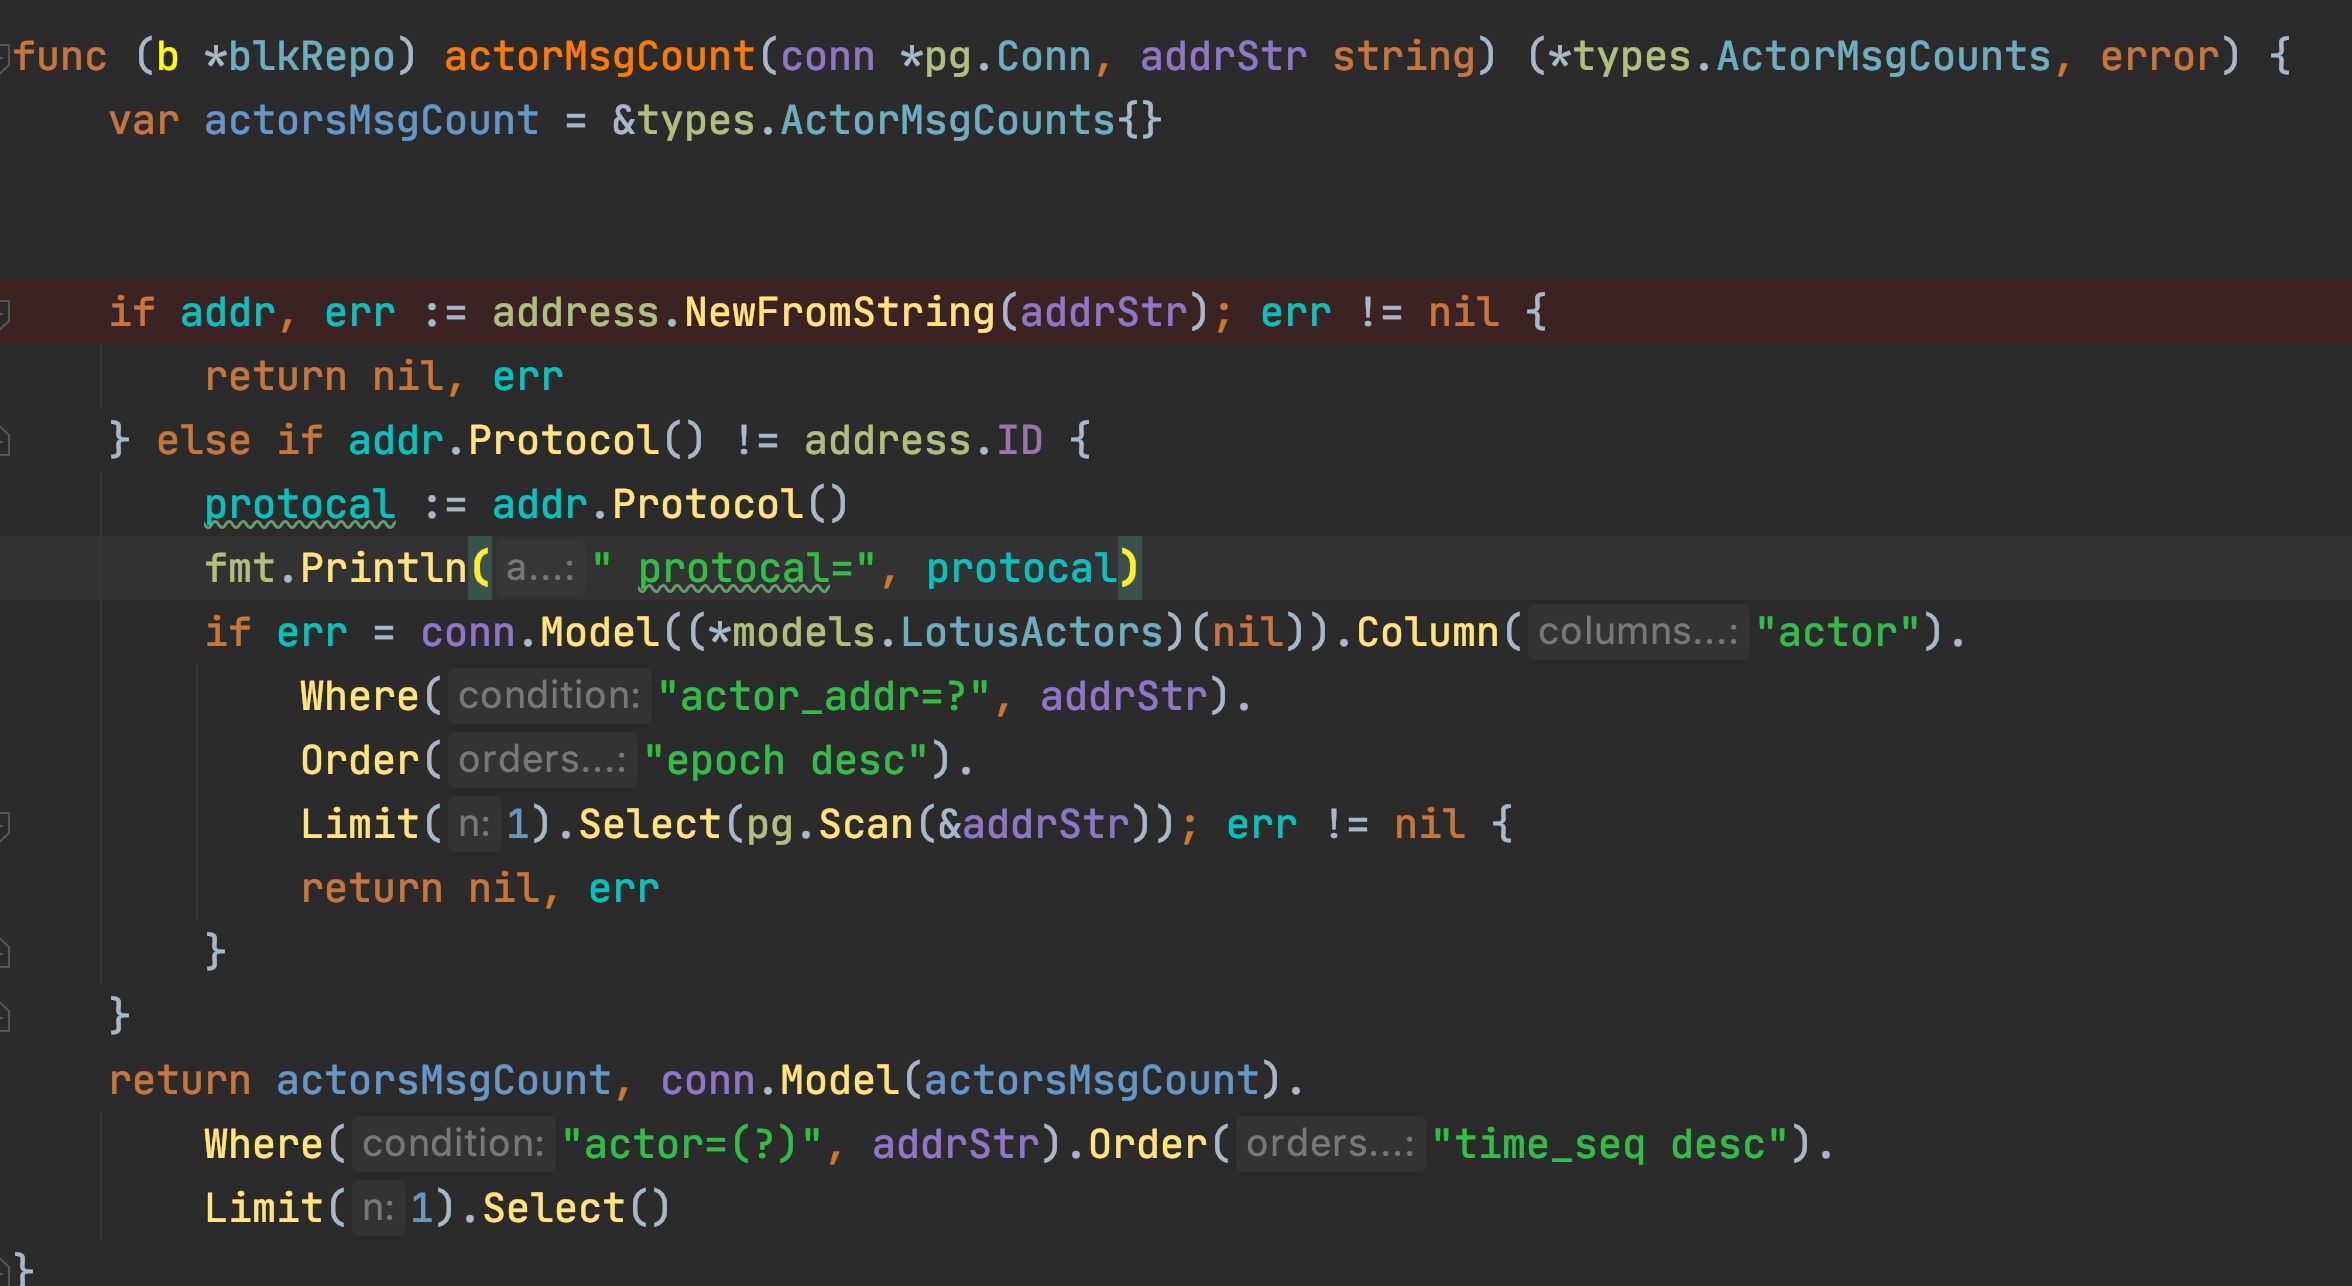 func (b *blkRepo) actorMsgCount(conn *pg.Conn, addrStr string) (*types.ActorMsgCounts, error) {
    var actorsMsgCount = &types.ActorMsgCounts{}
    if addr, err := address.NewFromString(addrStr); err != nil {
        return nil, err
    } else if addr.Protocol() != address.ID {
        protocal := addr.Protocol()
        fmt.Println( a...: " protocal=", protocal)
        if err = conn.Model((*models.LotusActors)(nil)).Column( columns...: "actor").
            Where( condition: "actor_addr=?", addrStr).
            Order( orders...: "epoch desc").
            Limit( n: 1).Select(pg.Scan(&addrStr)); err != nil {
            return nil, err
        }
    }
    return actorsMsgCount, conn.Model(actorsMsgCount).
        Where( condition: "actor=(?)", addrStr).Order( orders...: "time_seq desc").
        Limit( n: 1).Select()
}